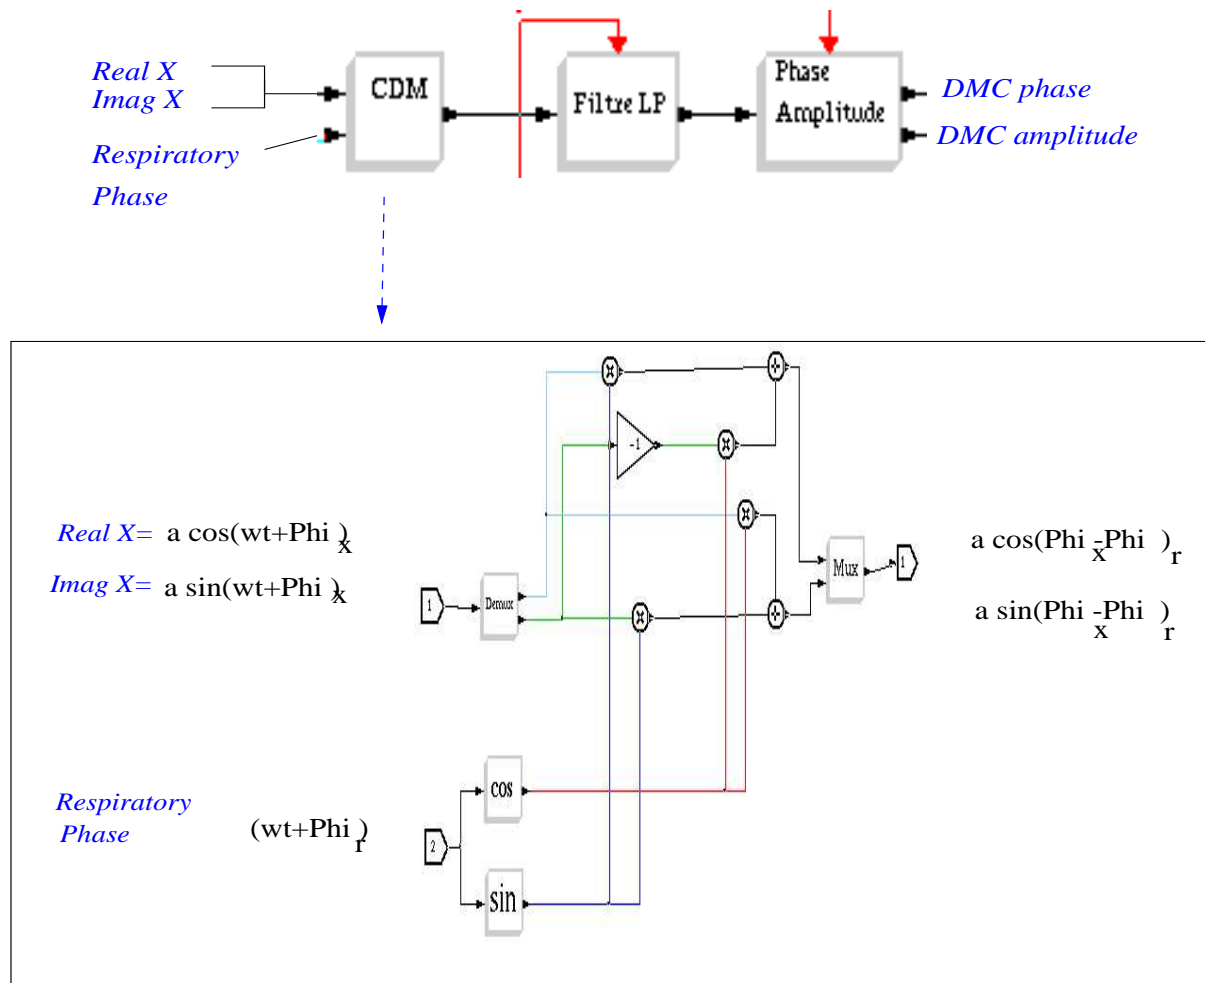 Real X
Imag X
Respiratory
Phase
CDM
Filtre LP
Phase
Amplitude
DMC phase
DMC amplitude
-1
Real X= a cos(wt+Phi x)
Imag X= a sin(wt+Phi x)
1
Demux
Mux
1
a cos(Phi x-Phi r)
a sin(Phi x-Phi r)
Respiratory
Phase
(wt+Phi r)
2
cos
sin